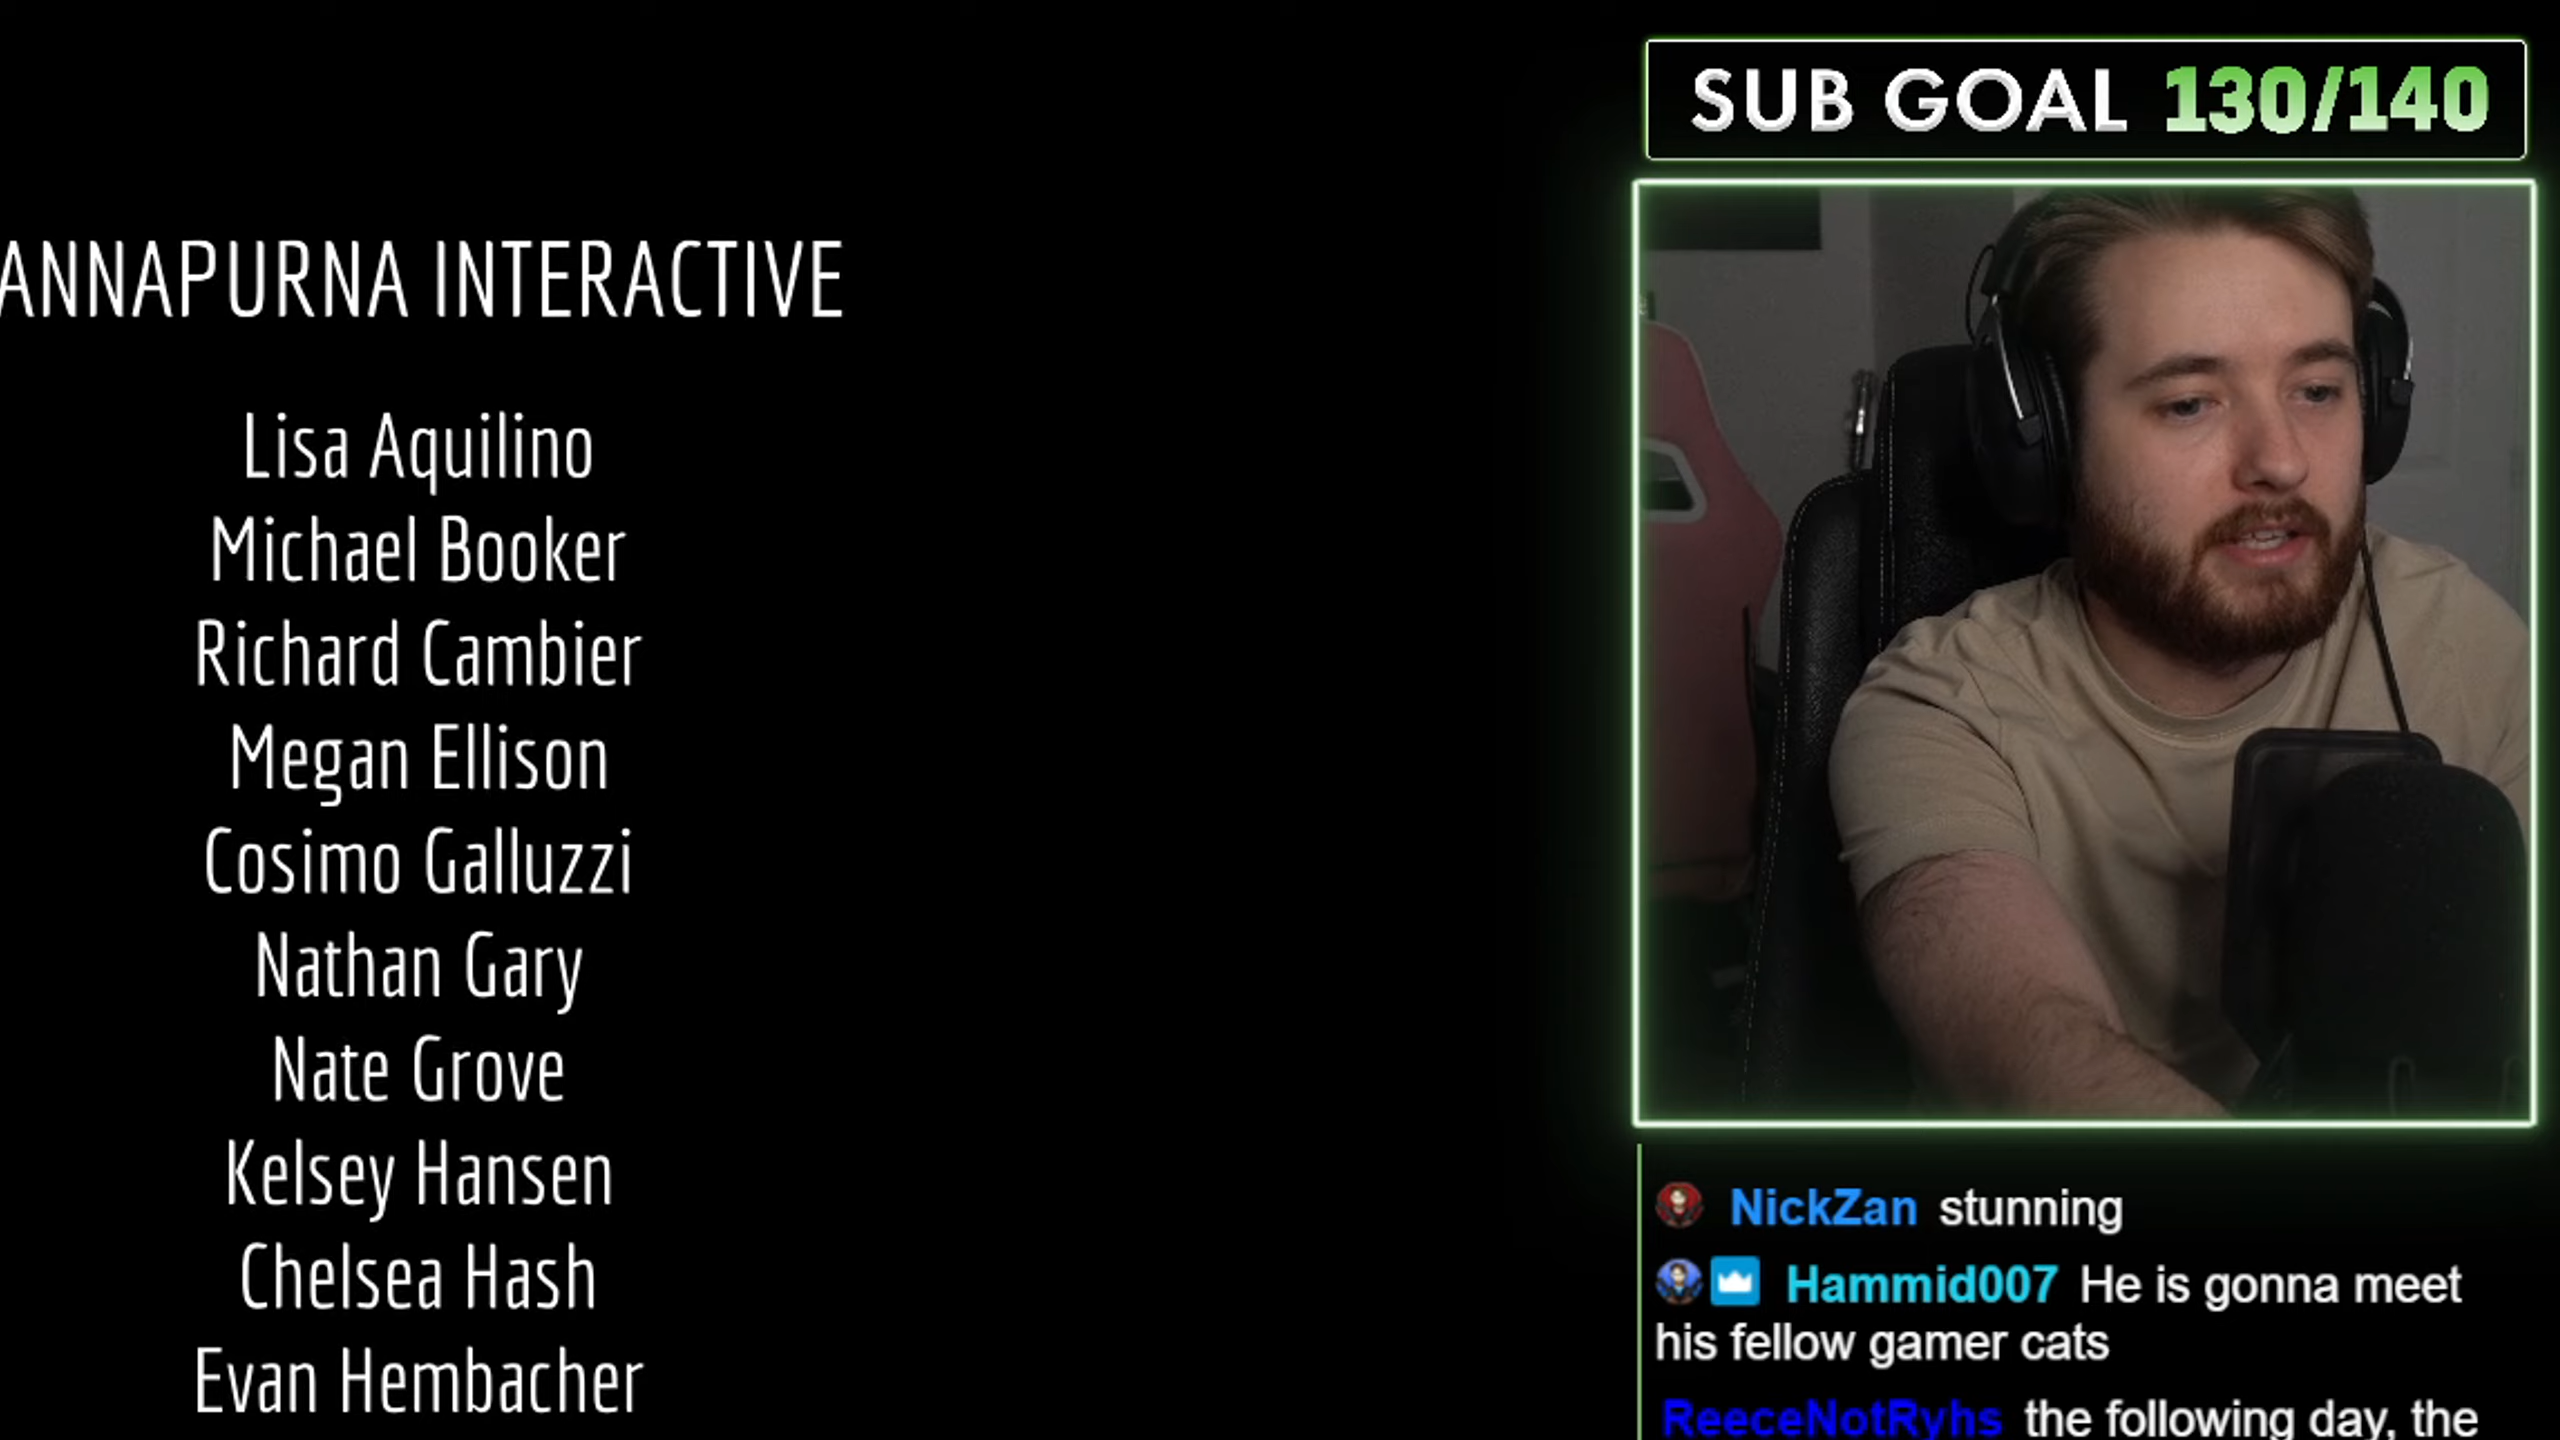 SUB GOAL 130/140
ANNAPURNA INTERACTIVE
Lisa Aquilino
Michael Booker
Richard Cambier
Megan Ellison
Cosimo Galluzzi
Nathan Gary
Nate Grove
Kelsey Hansen
Chelsea Hash
Evan Hembacher
NickZan stunning
Hammid007 He is gonna meet
his fellow gamer cats
ReeceNotRyhs the following day, the